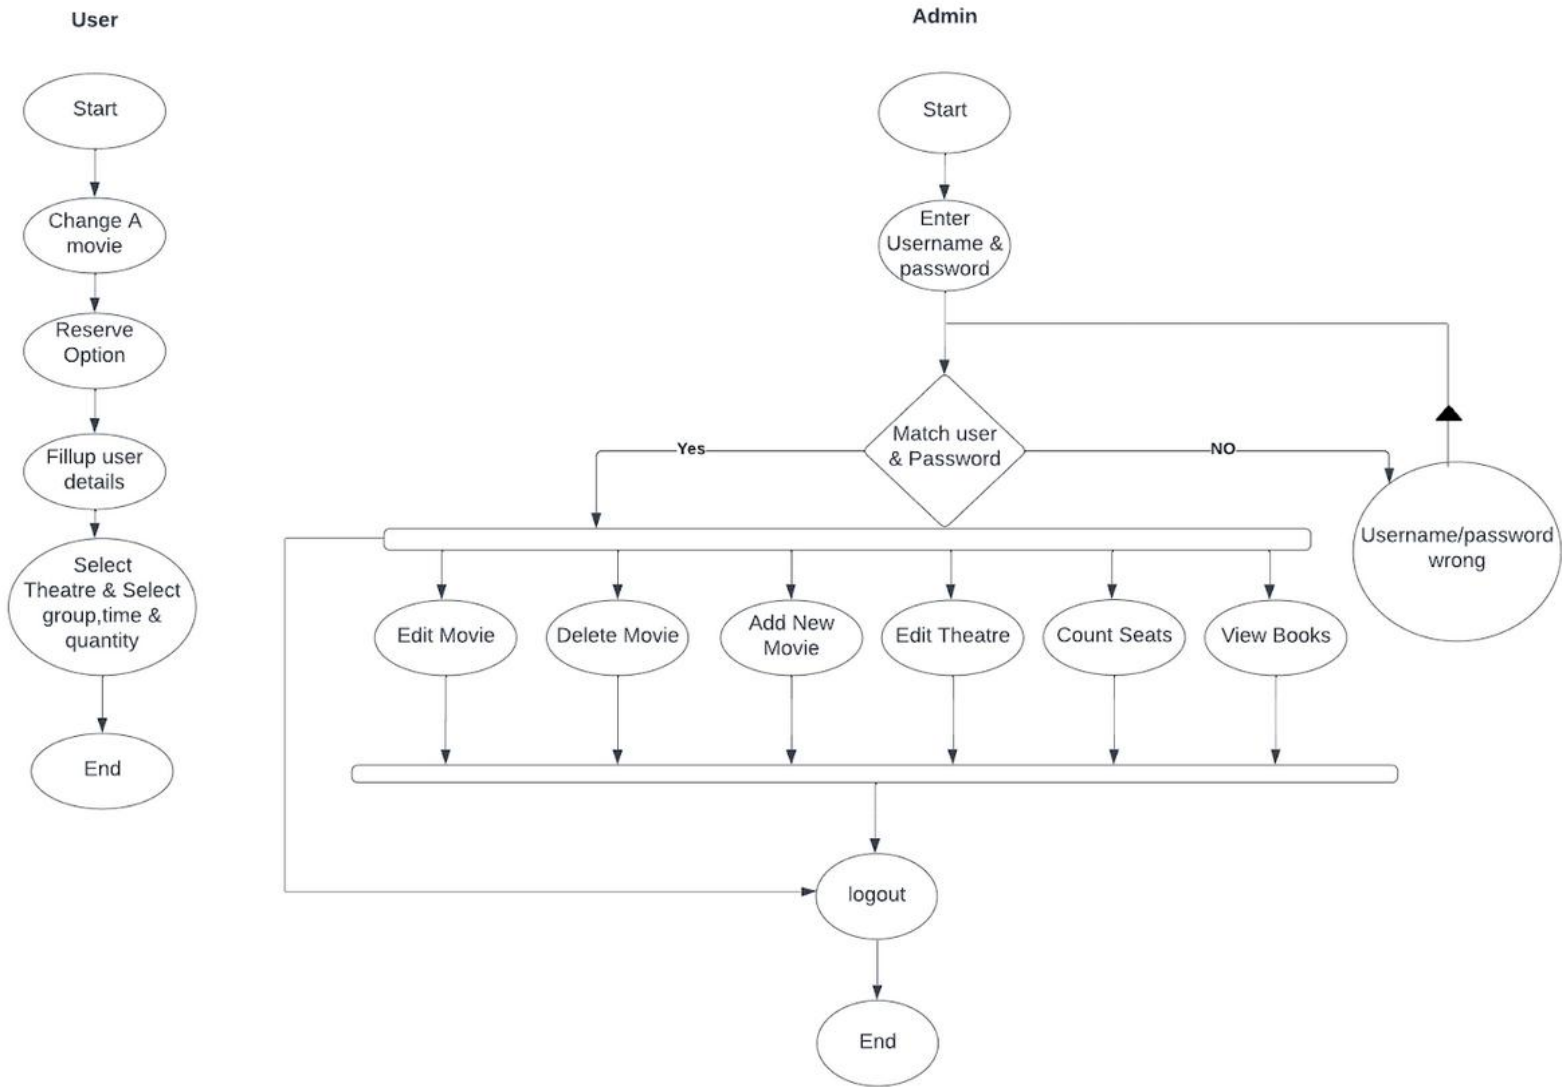 User
Start
Change A
movie
Reserve
Option
Fillup user
details
Select
Theatre & Select
group,time &
quantity
End
Admin
Start
Enter
Username &
password
Match user
& Password
Yes
NO
Username/password
wrong
Edit Movie
Delete Movie
Add New
Movie
Edit Theatre
Count Seats
View Books
logout
End